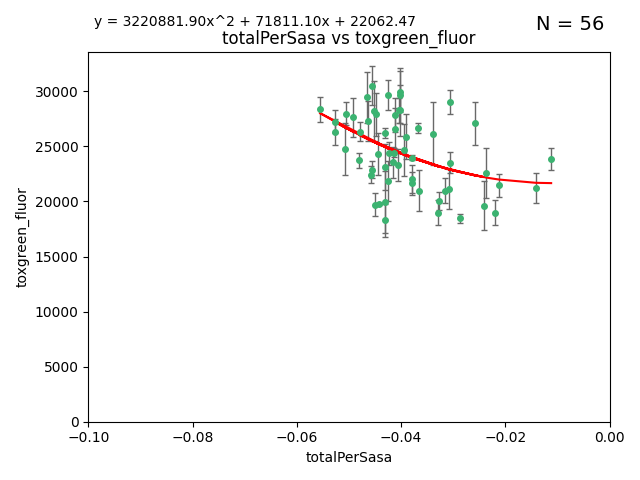 y = 3220881.90x^2 + 71811.10x + 22062.47
N = 56
totalPerSasa vs toxgreen_fluor
toxgreen_fluor
30000
25000
20000
15000
10000
5000
0
−0.10 −0.08 −0.06 −0.04 −0.02 0.00
totalPerSasa